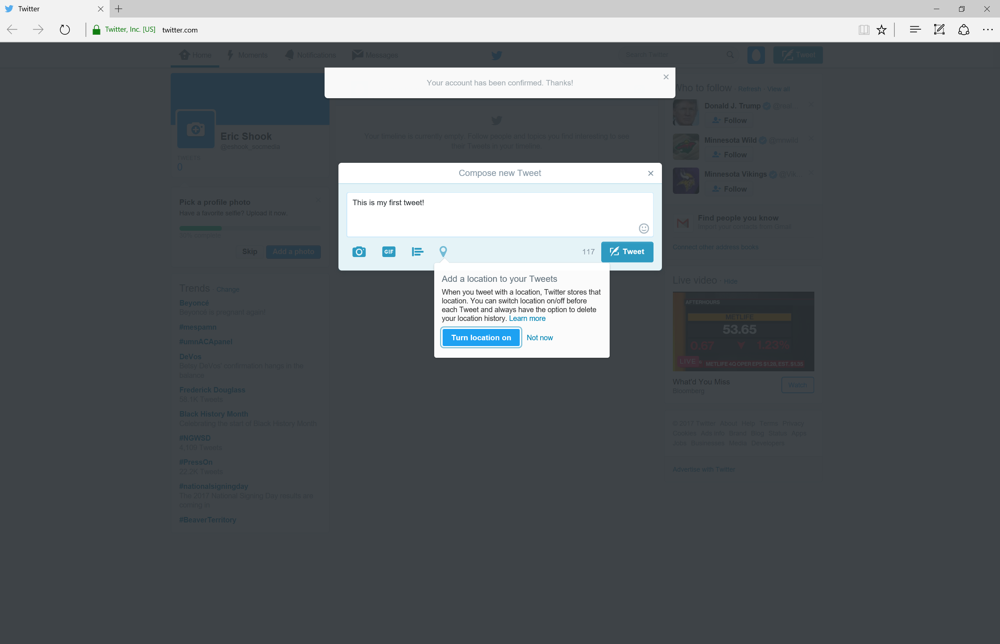 Twitter
Twitter, Inc. [US] twitter.com
Home Moments Notifications Messages Search Twitter Tweet
Your account has been confirmed. Thanks!
Eric Shook
@eshook_socmedia
TWEETS
0
Your timeline is currently empty. Follow people and topics you find interesting to see
their Tweets in your timeline.
Pick a profile photo
Have a favorite selfie? Upload it now.
30% complete
Skip Add a photo
Trends · Change
Beyoncé
Beyoncé is pregnant again!
#mespamn
#umnACApanel
DeVos
Betsy DeVos' confirmation hangs in the
balance
Frederick Douglass
58.1K Tweets
Black History Month
Celebrating the start of Black History Month
#NGWSD
4,109 Tweets
#PressOn
22.2K Tweets
#nationalsigningday
The 2017 National Signing Day results are
coming in
#BeaverTerritory
Compose new Tweet
This is my first tweet!
GIF
117 Tweet
Add a location to your Tweets
When you tweet with a location, Twitter stores that
location. You can switch location on/off before
each Tweet and always have the option to delete
your location history. Learn more
Turn location on Not now
Who to follow · Refresh · View all
Donald J. Trump @real...
Follow
Minnesota Wild @mnwild
Follow
Minnesota Vikings @Vik...
Follow
Find people you know
Import your contacts from Gmail
Connect other address books
Live video · Hide
AFTERHOURS
METLIFE
53.65
0.67 1.23%
LIVE
METLIFE 4Q OPER EPS $1.28, EST. $1.35
What'd You Miss
Bloomberg
Watch
© 2017 Twitter About Help Terms Privacy
Cookies Ads info Brand Blog Status Apps
Jobs Businesses Media Developers
Advertise with Twitter